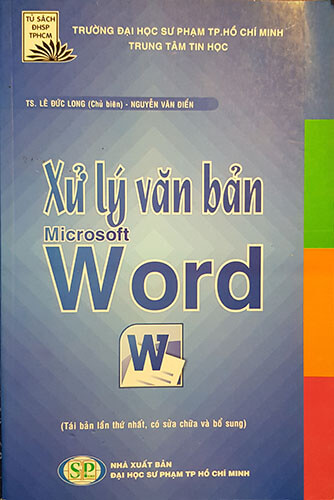 TỦ SÁCH
ĐHSP
TPHCM
TRƯỜNG ĐẠI HỌC SƯ PHẠM TP.HỒ CHÍ MINH
TRUNG TÂM TIN HỌC
TS. LÊ ĐỨC LONG (Chủ biên) - NGUYỄN VĂN ĐIỀN
Xử lý văn bản
Microsoft
Word
W
(Tái bản lần thứ nhất, có sửa chữa và bổ sung)
SP
NHÀ XUẤT BẢN
ĐẠI HỌC SƯ PHẠM TP HỒ CHÍ MINH